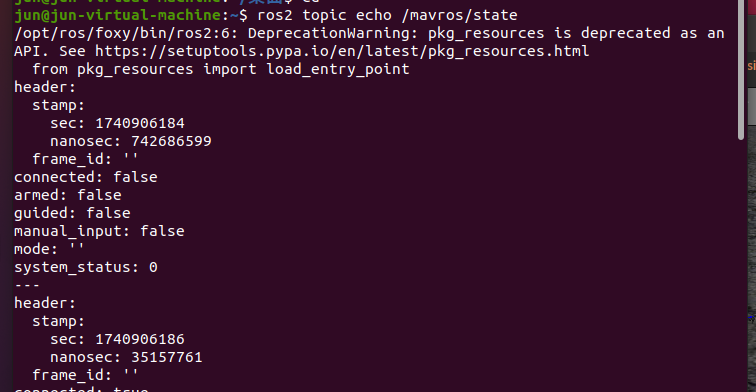 jun@jun-virtual-machine:~/桌面$ cd
jun@jun-virtual-machine:~$ ros2 topic echo /mavros/state
/opt/ros/foxy/bin/ros2:6: DeprecationWarning: pkg_resources is deprecated as an
API. See https://setuptools.pypa.io/en/latest/pkg_resources.html
  from pkg_resources import load_entry_point
header:
  stamp:
    sec: 1740906184
    nanosec: 742686599
  frame_id: ''
connected: false
armed: false
guided: false
manual_input: false
mode: ''
system_status: 0
---
header:
  stamp:
    sec: 1740906186
    nanosec: 35157761
  frame_id: ''
connected: true